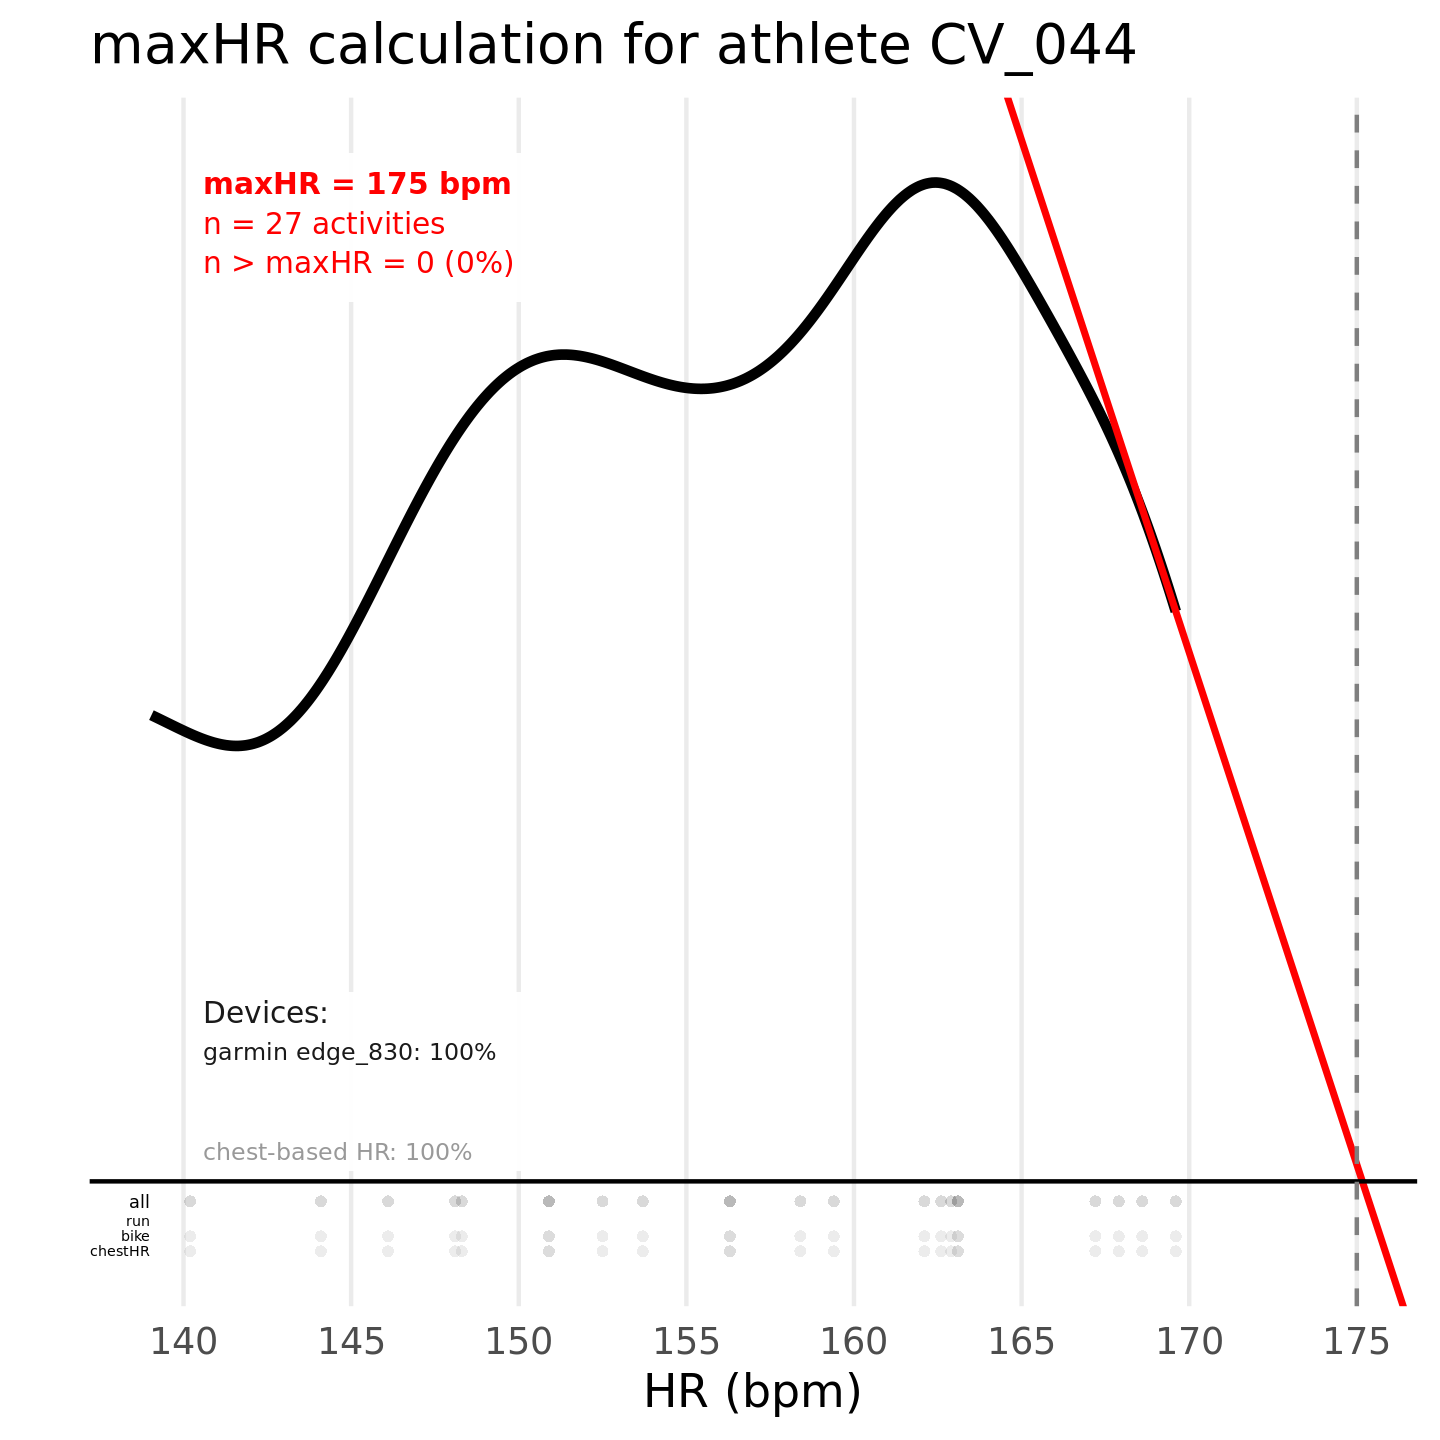 maxHR calculation for athlete CV_044
maxHR = 175 bpm
n = 27 activities
n > maxHR = 0 (0%)
Devices:
garmin edge_830: 100%
chest-based HR: 100%
all
run
bike
chestHR
140 145 150 155 160 165 170 175
HR (bpm)